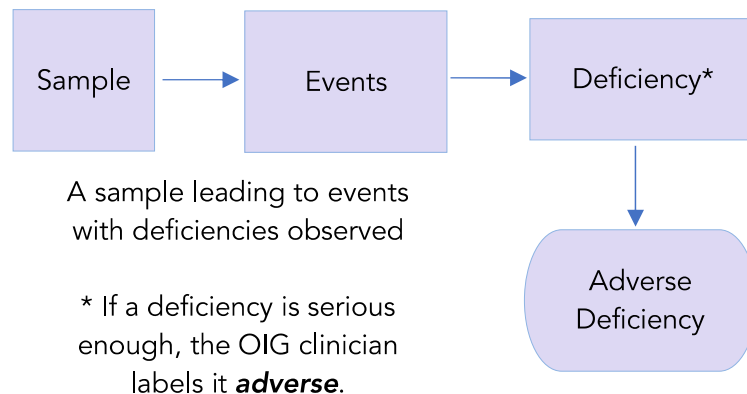 Sample
Events
Deficiency*
A sample leading to events
with deficiencies observed
Adverse
Deficiency
* If a deficiency is serious
enough, the OIG clinician
labels it adverse.